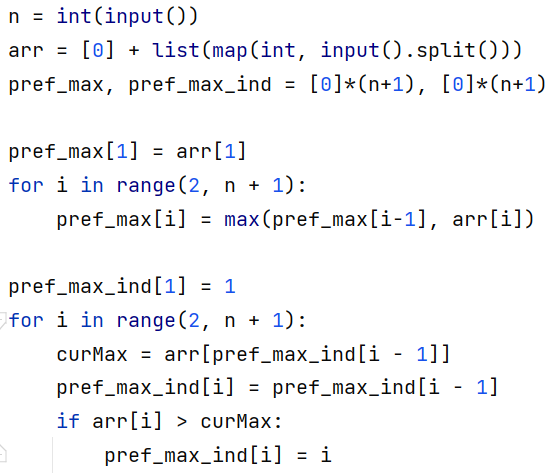 n = int(input())
arr = [0] + list(map(int, input().split()))
pref_max, pref_max_ind = [0]*(n+1), [0]*(n+1)
pref_max[1] = arr[1]
for i in range(2, n + 1):
    pref_max[i] = max(pref_max[i-1], arr[i])
pref_max_ind[1] = 1
for i in range(2, n + 1):
    curMax = arr[pref_max_ind[i - 1]]
    pref_max_ind[i] = pref_max_ind[i - 1]
    if arr[i] > curMax:
        pref_max_ind[i] = i